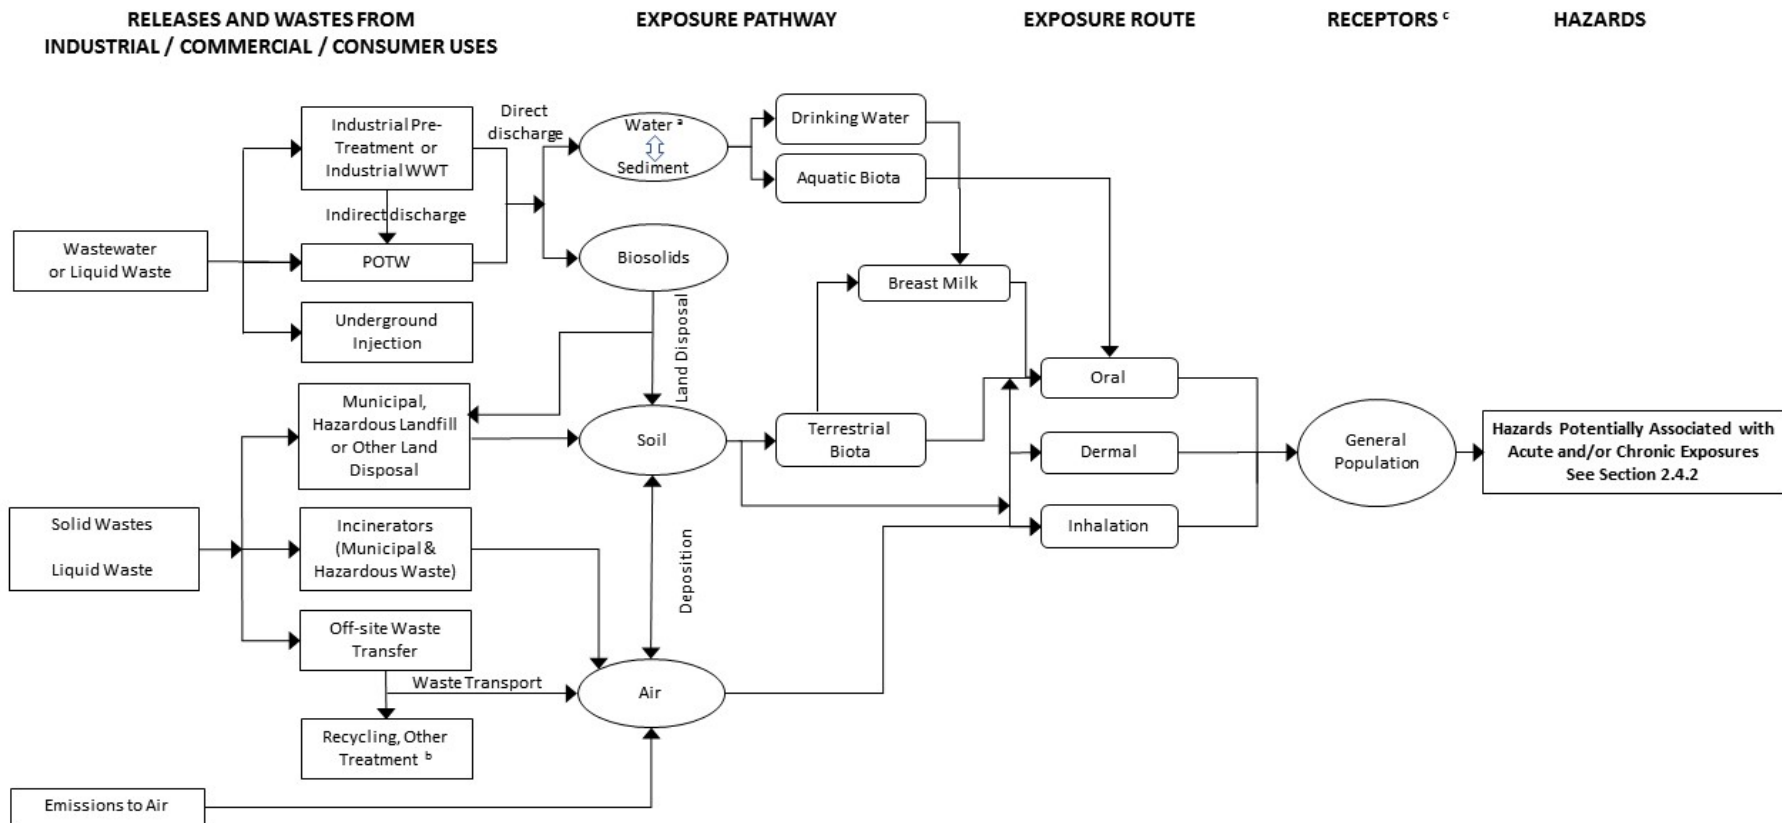 RELEASES AND WASTES FROM
INDUSTRIAL / COMMERCIAL / CONSUMER USES
EXPOSURE PATHWAY
EXPOSURE ROUTE
RECEPTORS c
HAZARDS
Wastewater
or Liquid Waste
Industrial Pre-
Treatment or
Industrial WWT
Indirect discharge
POTW
Underground
Injection
Direct
discharge
Water a
Sediment
Biosolids
Land Disposal
Drinking Water
Aquatic Biota
Breast Milk
Municipal,
Hazardous Landfill
or Other Land
Disposal
Soil
Terrestrial
Biota
Oral
Dermal
Inhalation
General
Population
Hazards Potentially Associated with
Acute and/or Chronic Exposures
See Section 2.4.2
Solid Wastes
Liquid Waste
Incinerators
(Municipal &
Hazardous Waste)
Deposition
Off-site Waste
Transfer
Waste Transport
Air
Recycling, Other
Treatment b
Emissions to Air